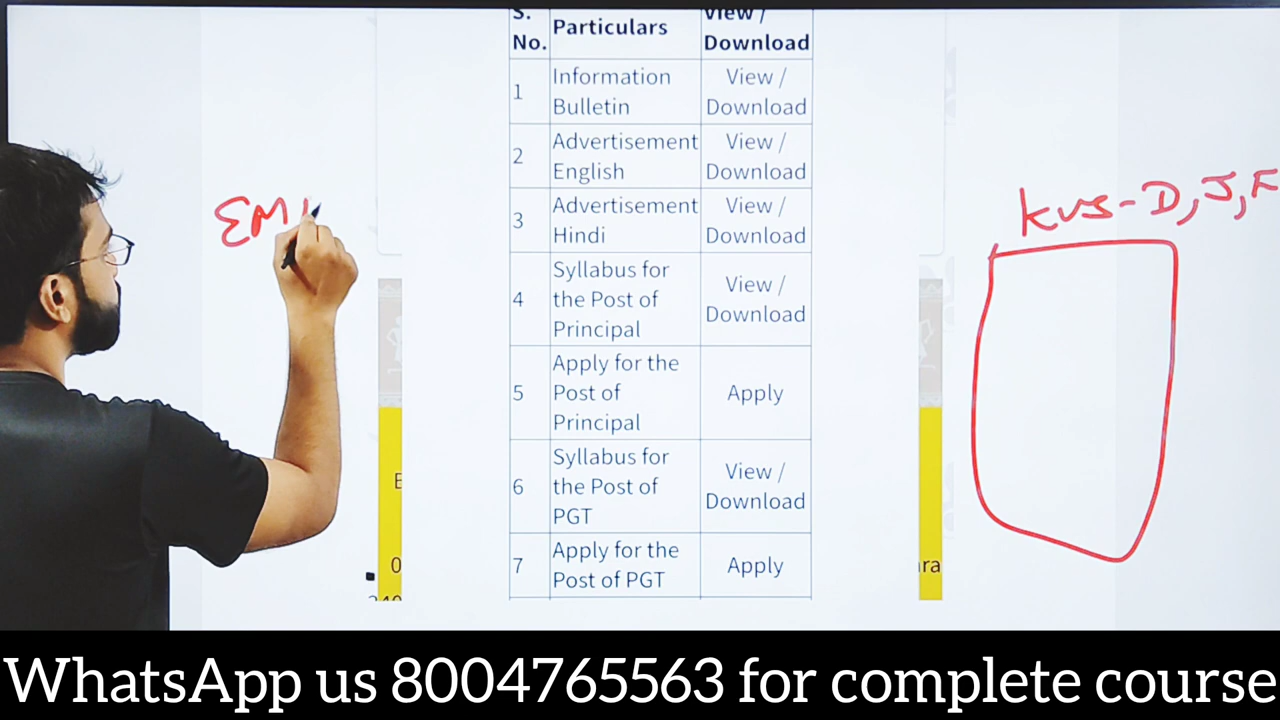 S. No. Particulars View / Download
1 Information Bulletin View / Download
2 Advertisement English View / Download
3 Advertisement Hindi View / Download
4 Syllabus for the Post of Principal View / Download
5 Apply for the Post of Principal Apply
6 Syllabus for the Post of PGT View / Download
7 Apply for the Post of PGT Apply
EM
KVS - D, J, F
E
0
ara
WhatsApp us 8004765563 for complete course